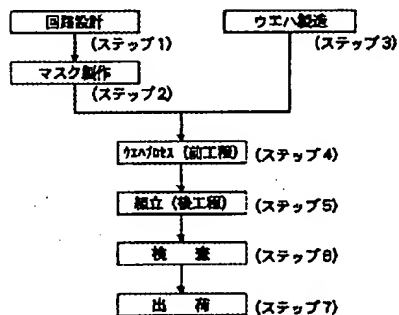 回路設計
(ステップ1)
ウエハ製造
(ステップ3)
マスク製作
(ステップ2)
ウエハプロセス (前工程)
(ステップ4)
組立 (後工程)
(ステップ5)
検 査
(ステップ6)
出 荷
(ステップ7)